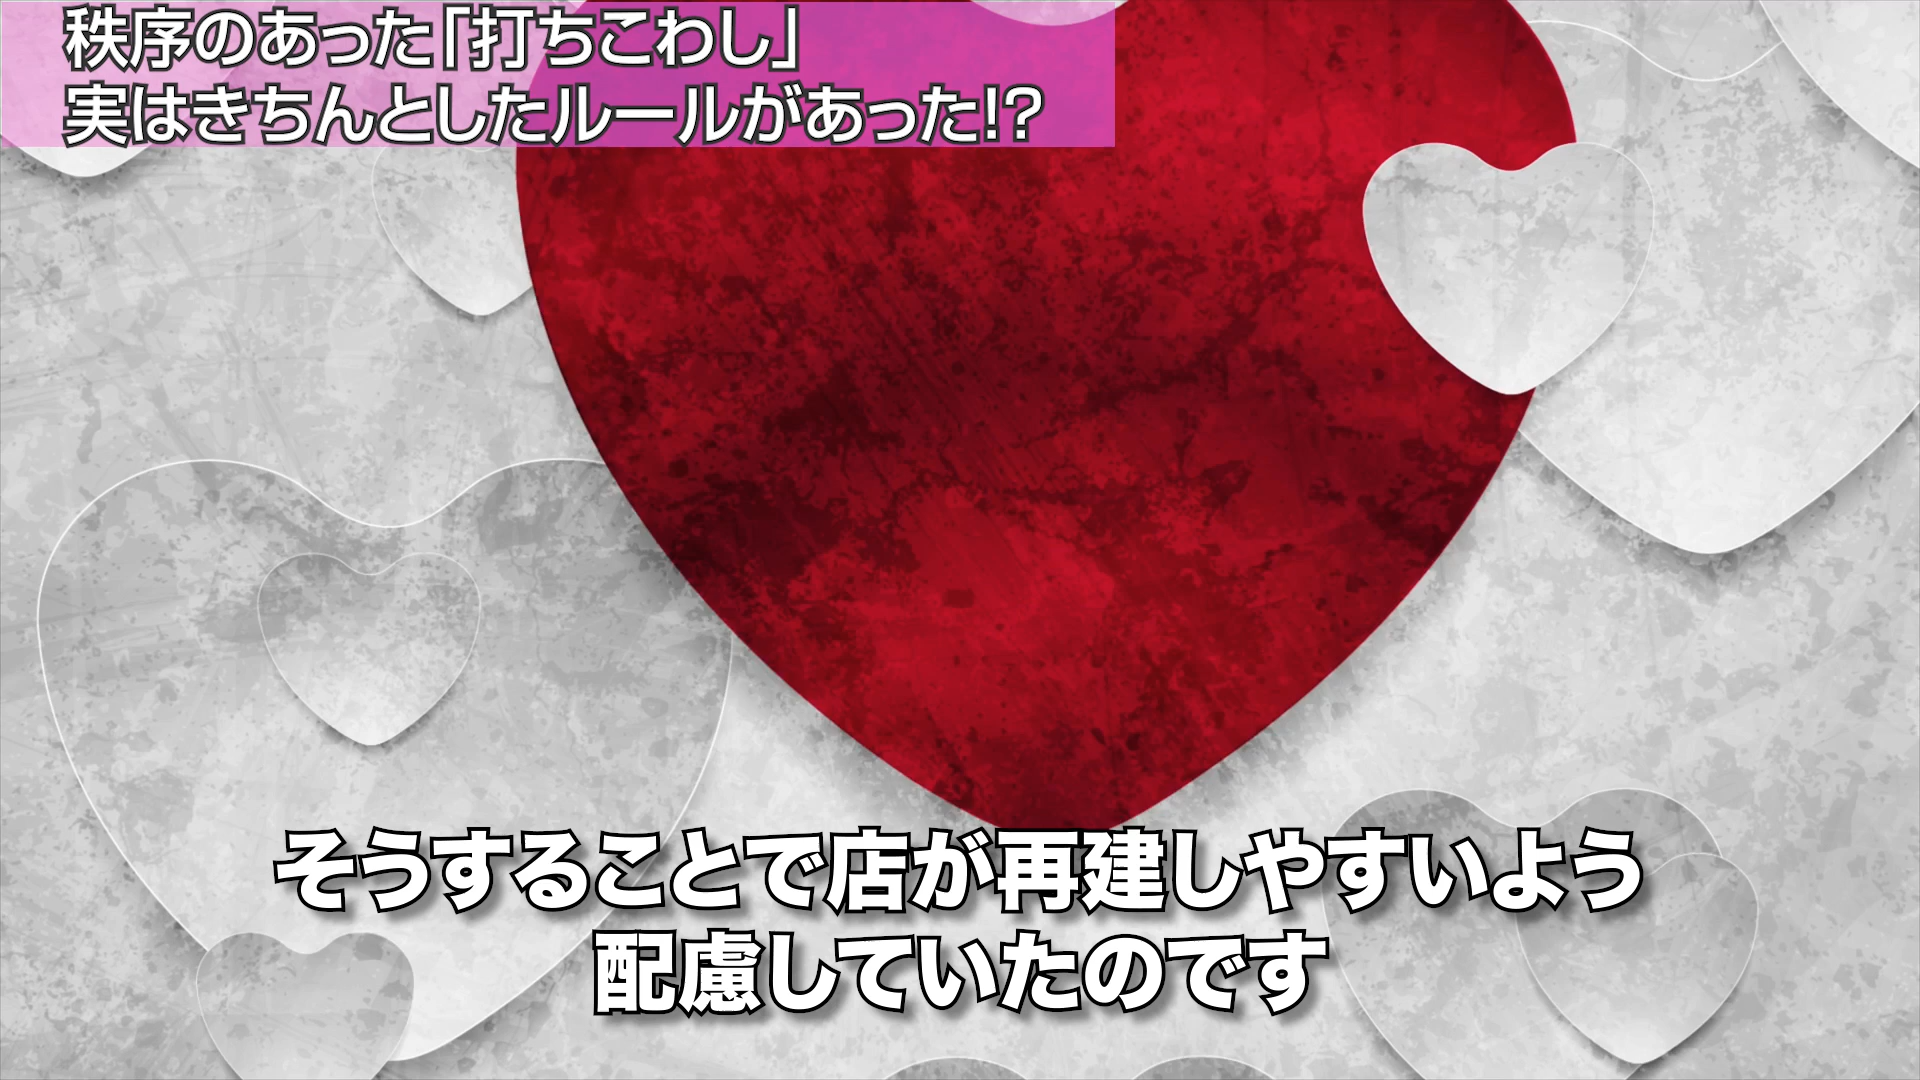 秩序のあった｢打ちこわし｣
実はきちんとしたルールがあった!?
そうすることで店が再建しやすいよう
配慮していたのです